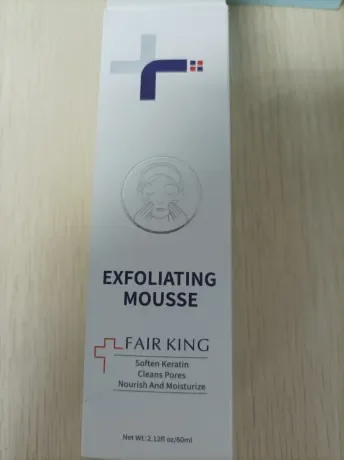 EXFOLIATING
MOUSSE
FAIR KING
Soften Keratin
Cleans Pores
Nourish And Moisturize
Net Wt: 2.12fl oz/60ml